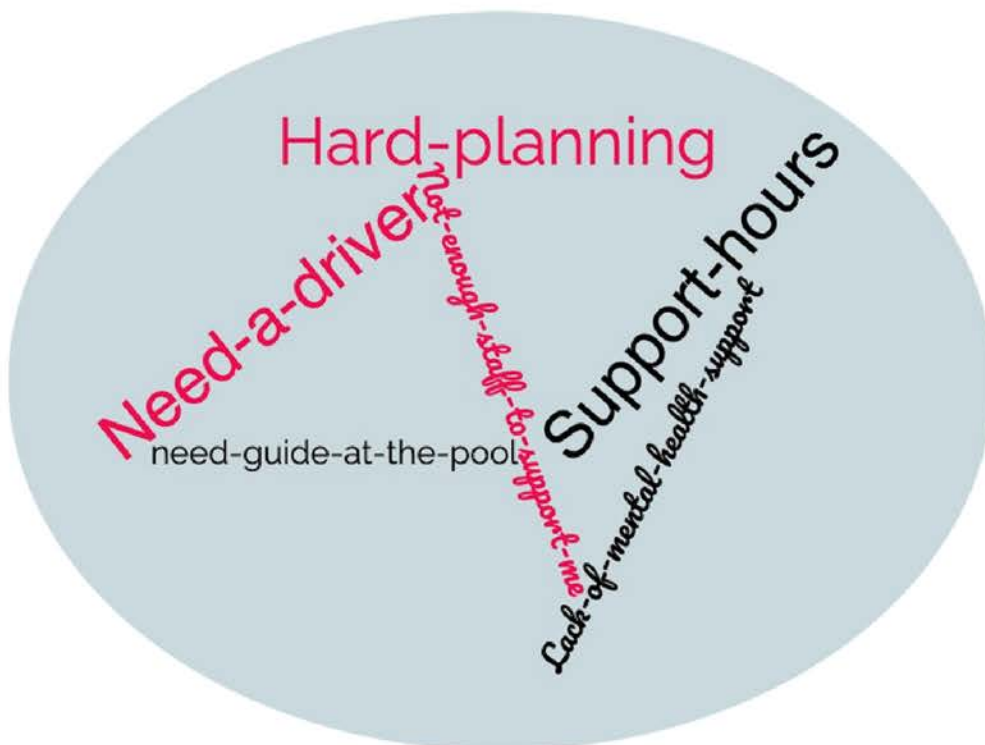 Hard-planning
Need-a-driver
Not-enough-staff-to-support-me
Support-hours
need-guide-at-the-pool
Lack-of-mental-health-support